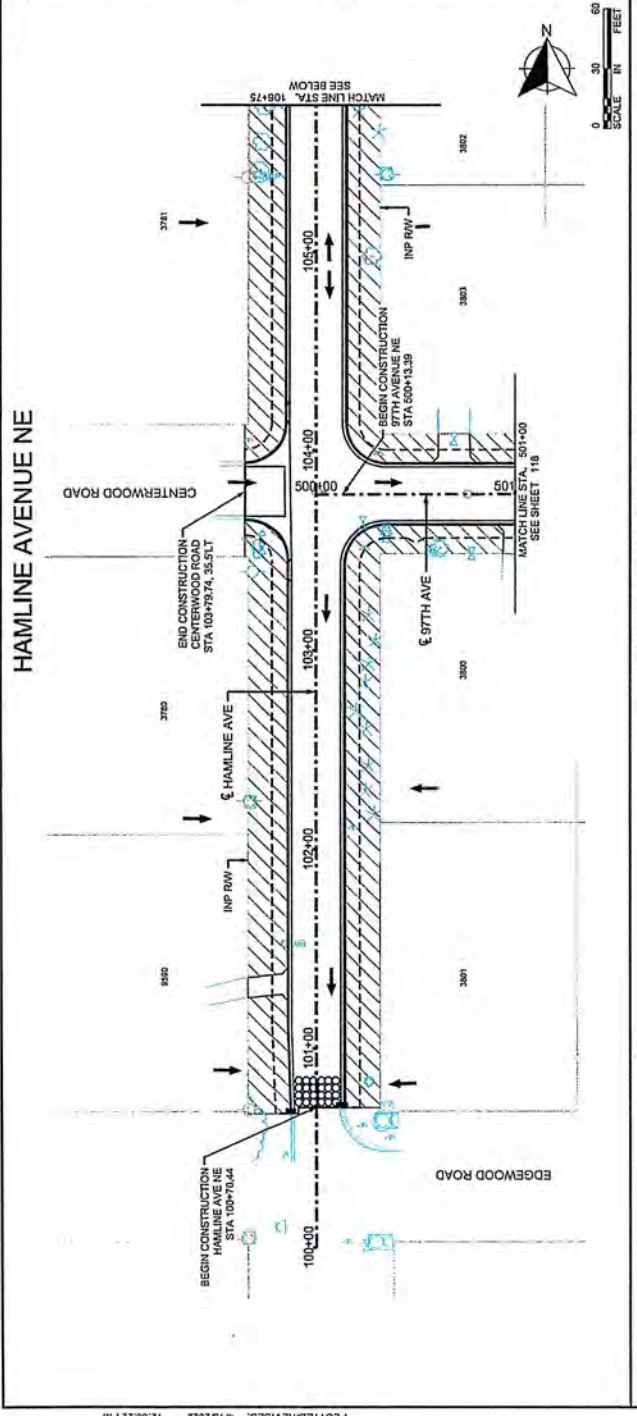 HAMLINE AVENUE NE
CENTERWOOD ROAD
END CONSTRUCTION
CENTERWOOD ROAD
STA 103+79.74, 35.5'LT
3781
3780
9590
INP R/W
℄ HAMLINE AVE
BEGIN CONSTRUCTION
HAMLINE AVE NE
STA 100+70.44
100+00
101+00
102+00
103+00
104+00
105+00
500+00
MATCH LINE STA. 106+75
SEE BELOW
BEGIN CONSTRUCTION
97TH AVENUE NE
STA 500+13.39
INP R/W
℄ 97TH AVE
501
MATCH LINE STA. 501+00
SEE SHEET 118
3801
3800
3803
3802
EDGEWOOD ROAD
N
0 30 60
SCALE IN FEET